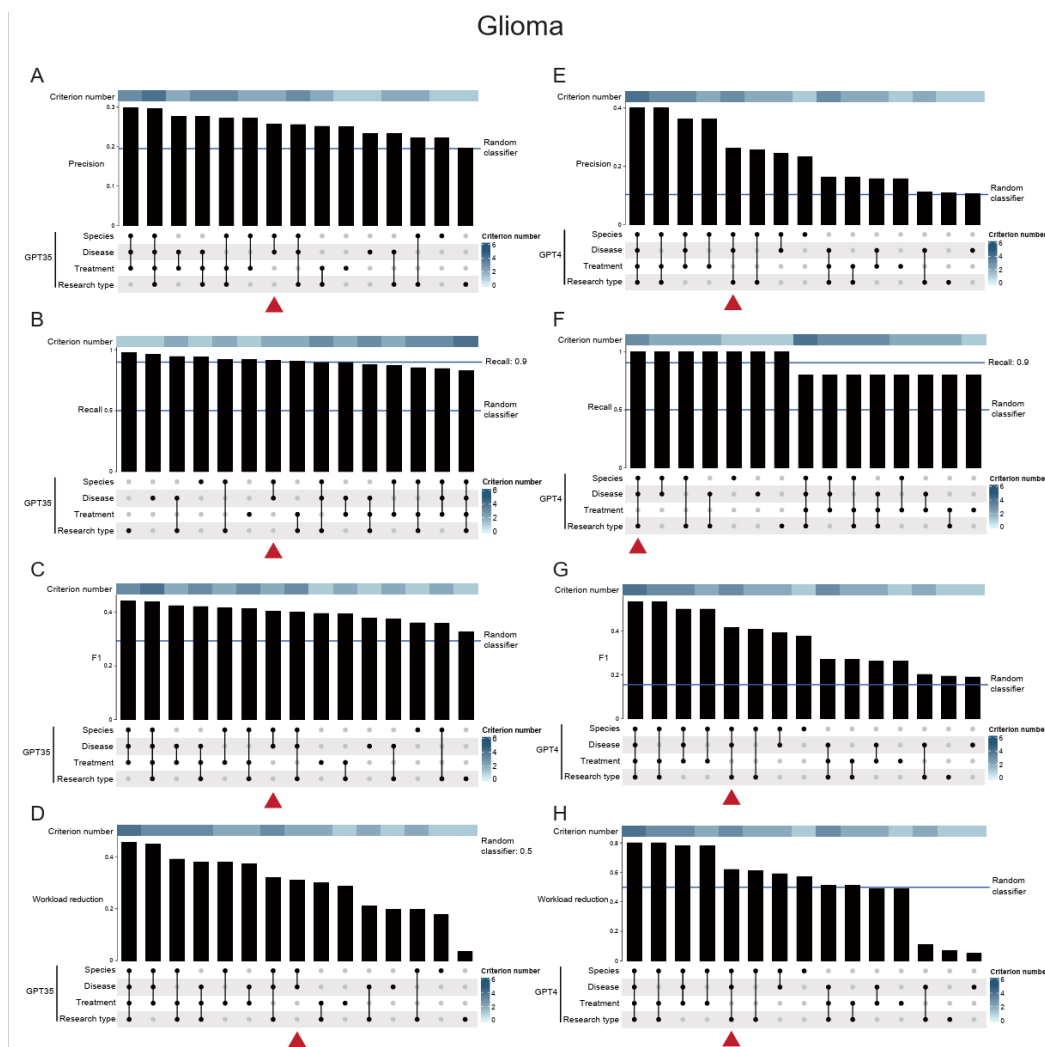 Glioma
A
Criterion number
0.3
0.2
0.1
0
Precision
Random
classifier
Species
Disease
Treatment
Research type
GPT35
Criterion number
6
4
2
0
B
Criterion number
1
Recall 0.5
0
Recall: 0.9
Random
classifier
Species
Disease
Treatment
Research type
GPT35
Criterion number
6
4
2
0
C
Criterion number
0.4
0.2
0
F1
Random
classifier
Species
Disease
Treatment
Research type
GPT35
Criterion number
6
4
2
0
D
Criterion number
0.4
0.2
0
Workload reduction
Random
classifier: 0.5
Species
Disease
Treatment
Research type
GPT35
Criterion number
6
4
2
0
E
Criterion number
0.4
0.2
0
Precision
Random
classifier
Species
Disease
Treatment
Research type
GPT4
Criterion number
6
4
2
0
F
Criterion number
1
0.5
0
Recall
Recall: 0.9
Random
classifier
Species
Disease
Treatment
Research type
GPT4
Criterion number
6
4
2
0
G
Criterion number
0.4
0.2
0
F1
Random
classifier
Species
Disease
Treatment
Research type
GPT4
Criterion number
6
4
2
0
H
Criterion number
0.8
0.6
0.4
0.2
0
Workload reduction
Random
classifier
Species
Disease
Treatment
Research type
GPT4
Criterion number
6
4
2
0